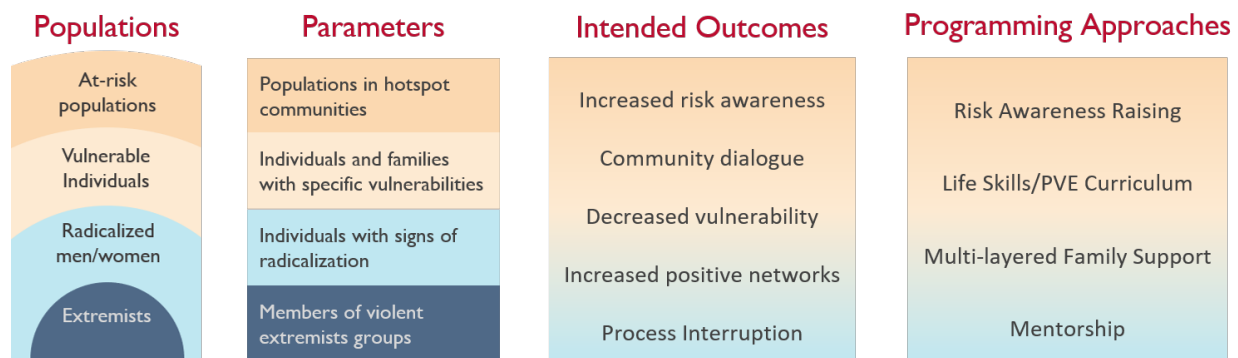 Populations
At-risk
populations
Vulnerable
Individuals
Radicalized
men/women
Extremists
Parameters
Populations in hotspot
communities
Individuals and families
with specific vulnerabilities
Individuals with signs of
radicalization
Members of violent
extremists groups
Intended Outcomes
Increased risk awareness
Community dialogue
Decreased vulnerability
Increased positive networks
Process Interruption
Programming Approaches
Risk Awareness Raising
Life Skills/PVE Curriculum
Multi-layered Family Support
Mentorship